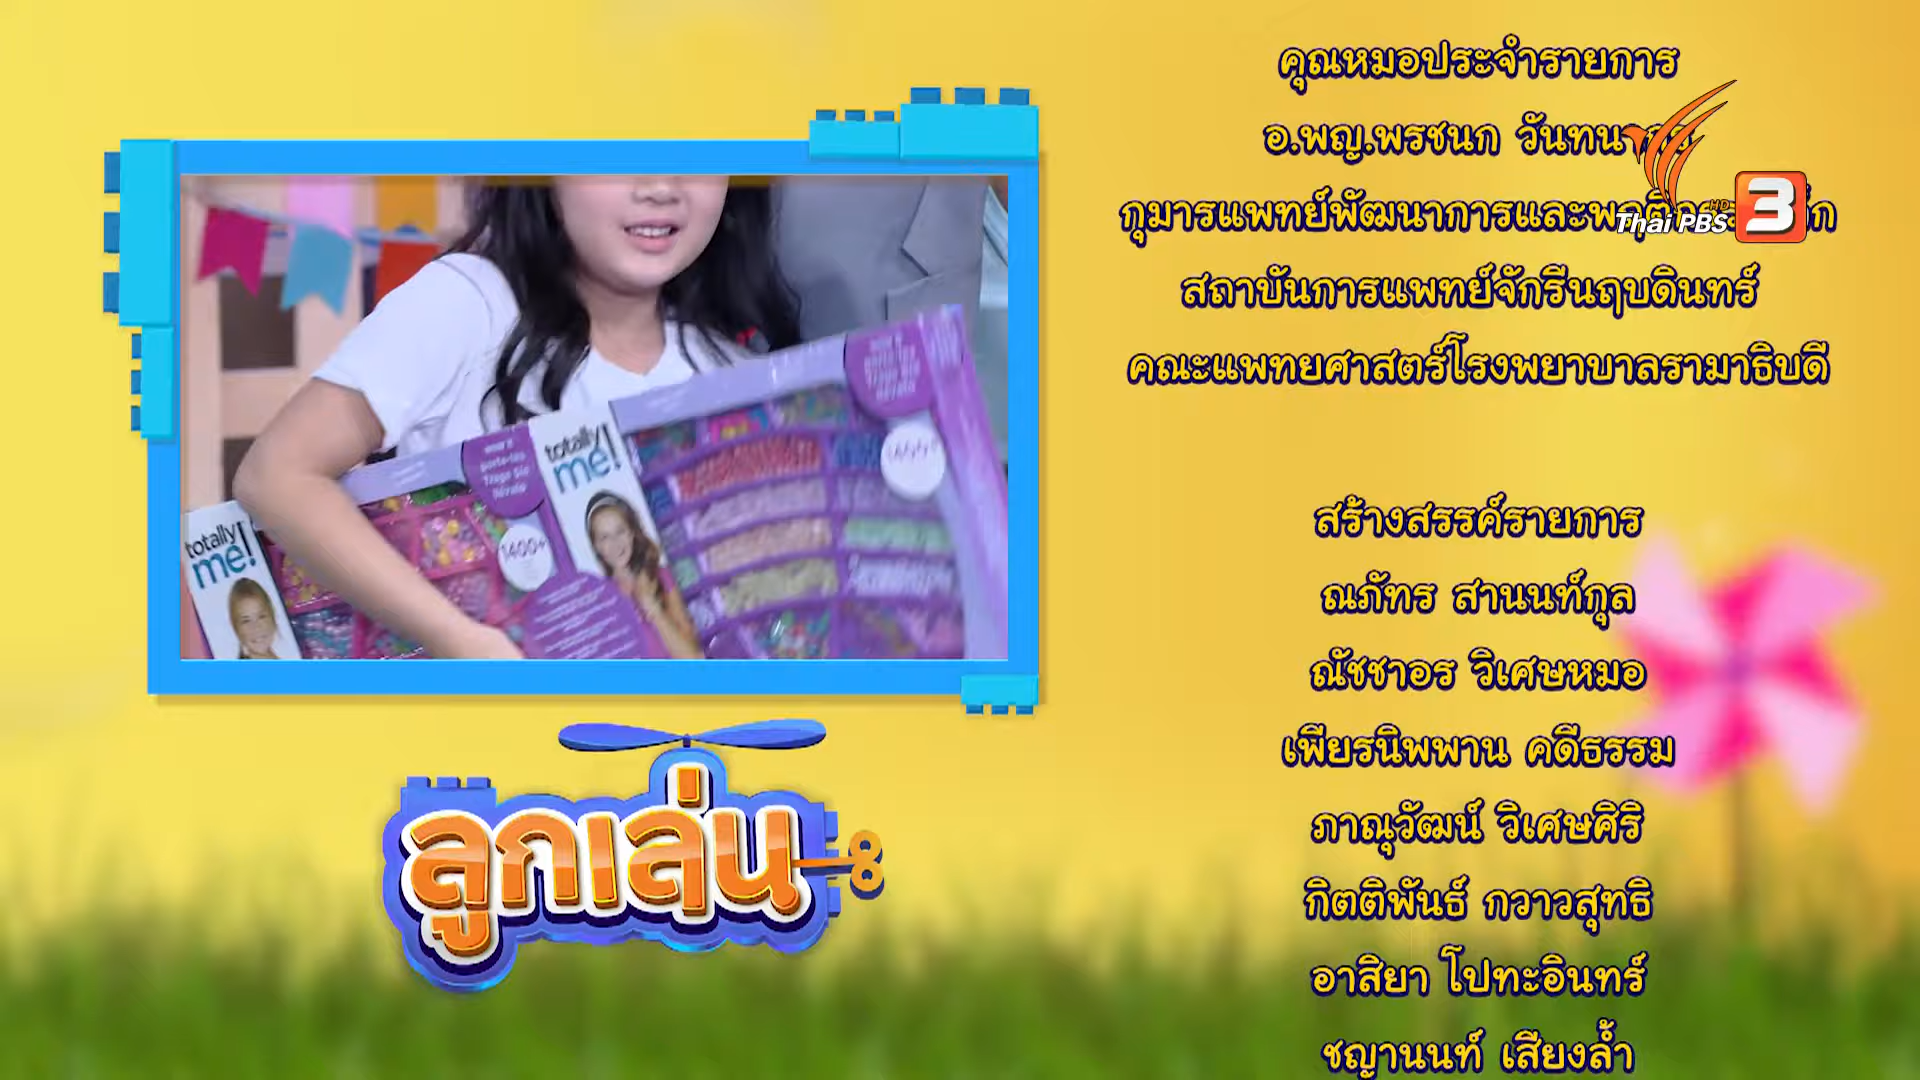 คุณหมอประจำรายการ
อ.พญ.พรชนก
กุมารแพทย์พัฒนาการและ
สถาบันการแพทย์จักรีนฤบดินทร์
คณะแพทยศาสตร์โรงพยาบาลรามาธิบดี
สร้างสรรค์รายการ
ณภัทร สานนท์กุล
ณัชชาอร วิเศษหมอ
เพียรนิพพาน คดีธรรม
ภาณุวัฒน์ วิเศษศิริ
กิตติพันธ์ กวาวสุทธิ
อาสิยา โปทะอินทร์
ชญานนท์ เสียงล้ำ
Thai PBS HD 3
totally me!
1400+
totally me!
ลูกเล่น